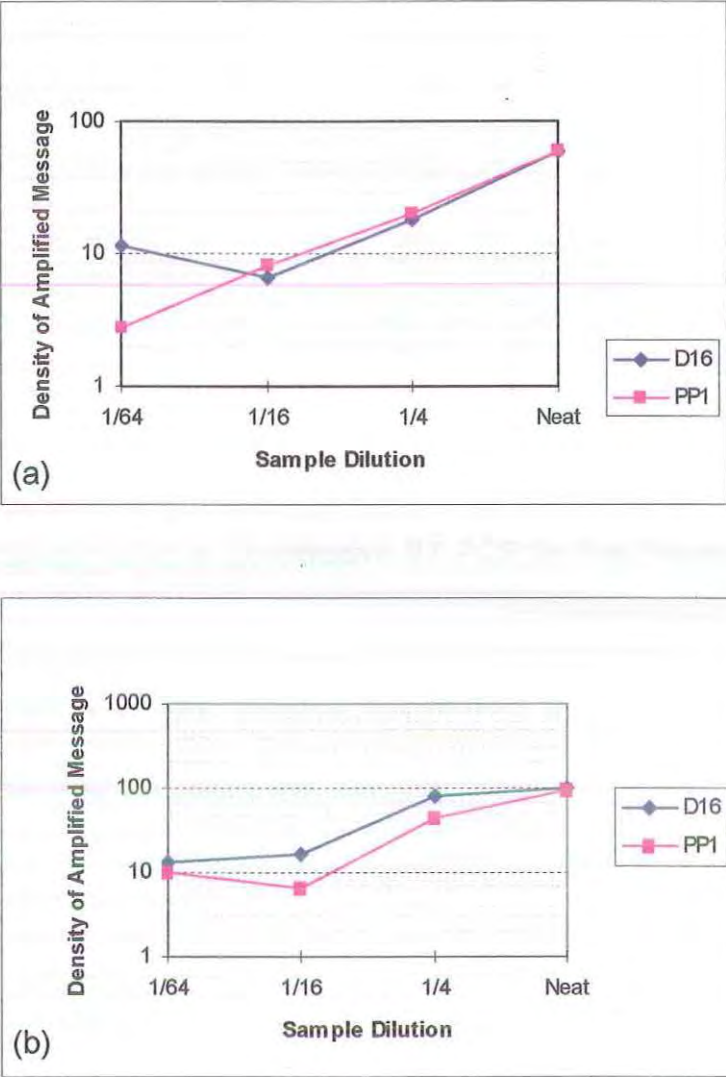 Density of Amplified Message
100
10
1
1/64 1/16 1/4 Neat
Sample Dilution
D16
PP1
(a)
Density of Amplified Message
1000
100
10
1
1/64 1/16 1/4 Neat
Sample Dilution
D16
PP1
(b)